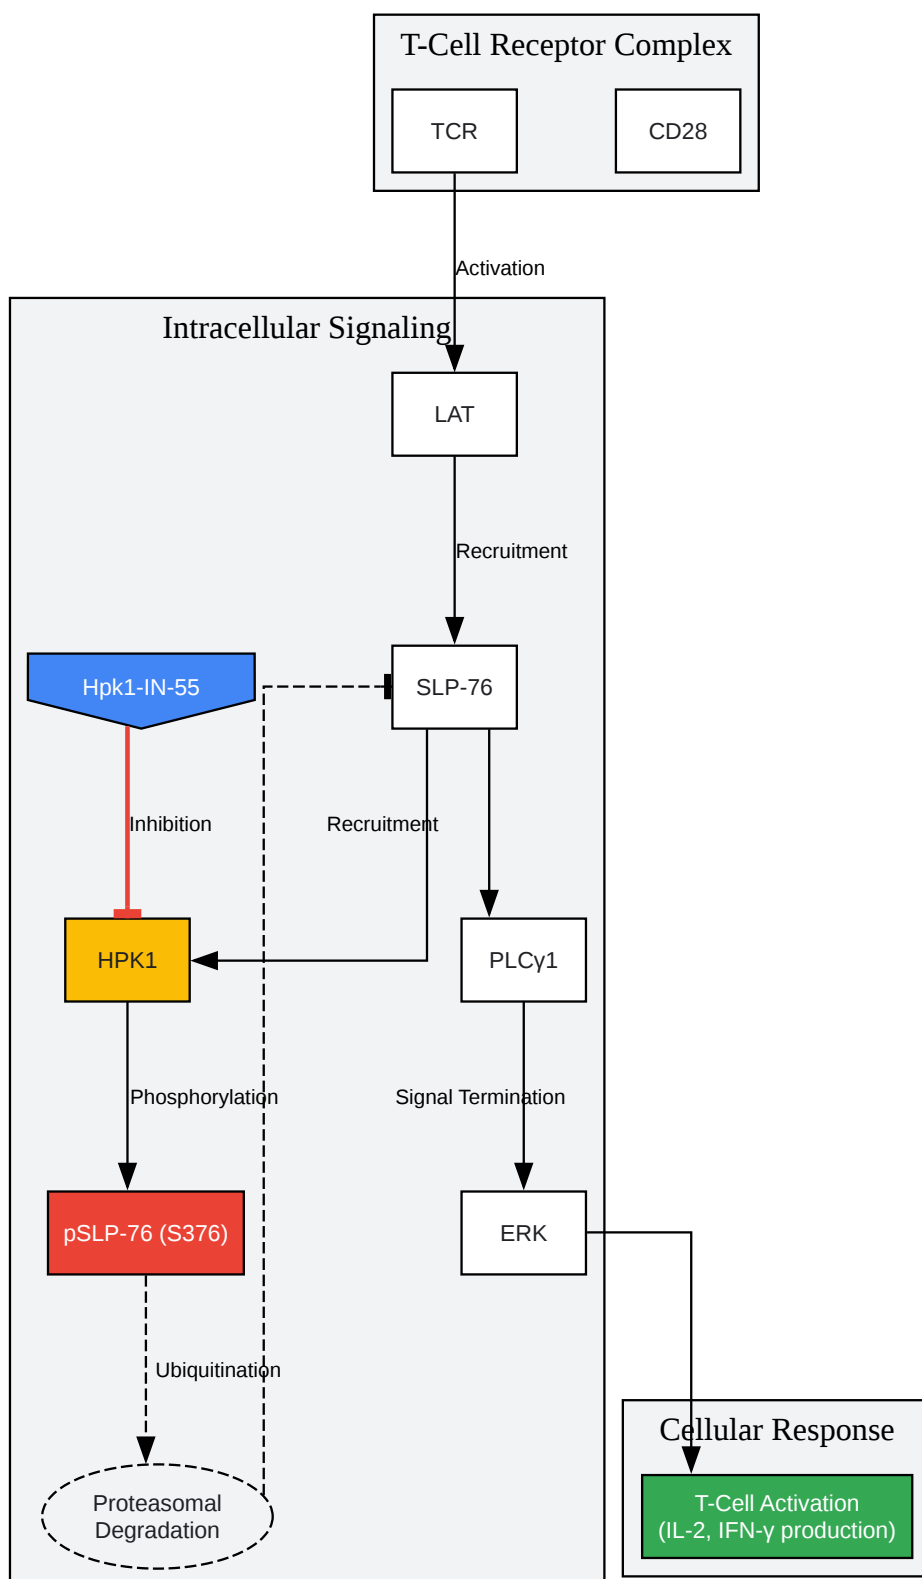 T-Cell Receptor Complex
TCR
CD28
Activation
Intracellular Signaling
LAT
Recruitment
Hpk1-IN-55
SLP-76
Inhibition
Recruitment
HPK1
PLCγ1
Phosphorylation
Signal Termination
pSLP-76 (S376)
ERK
Ubiquitination
Cellular Response
Proteasomal
Degradation
T-Cell Activation
(IL-2, IFN-γ production)